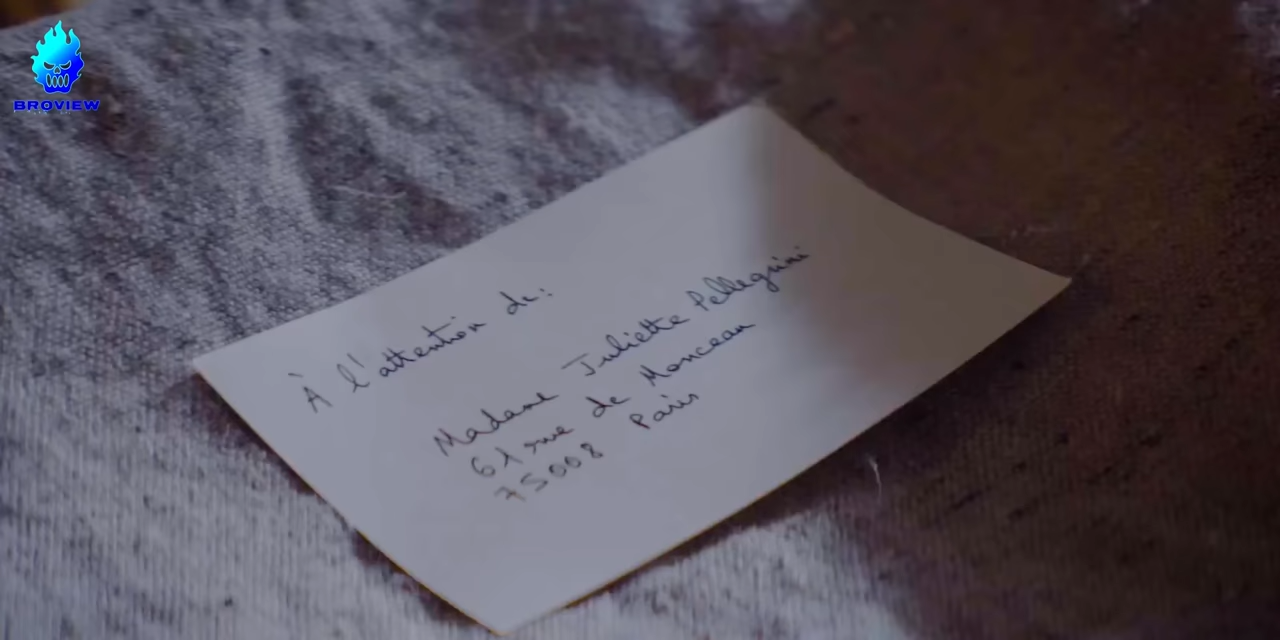 BROVIEW
À l'attention de:
Madame Juliette Pellegrini
61 rue de Monceau
75008 Paris